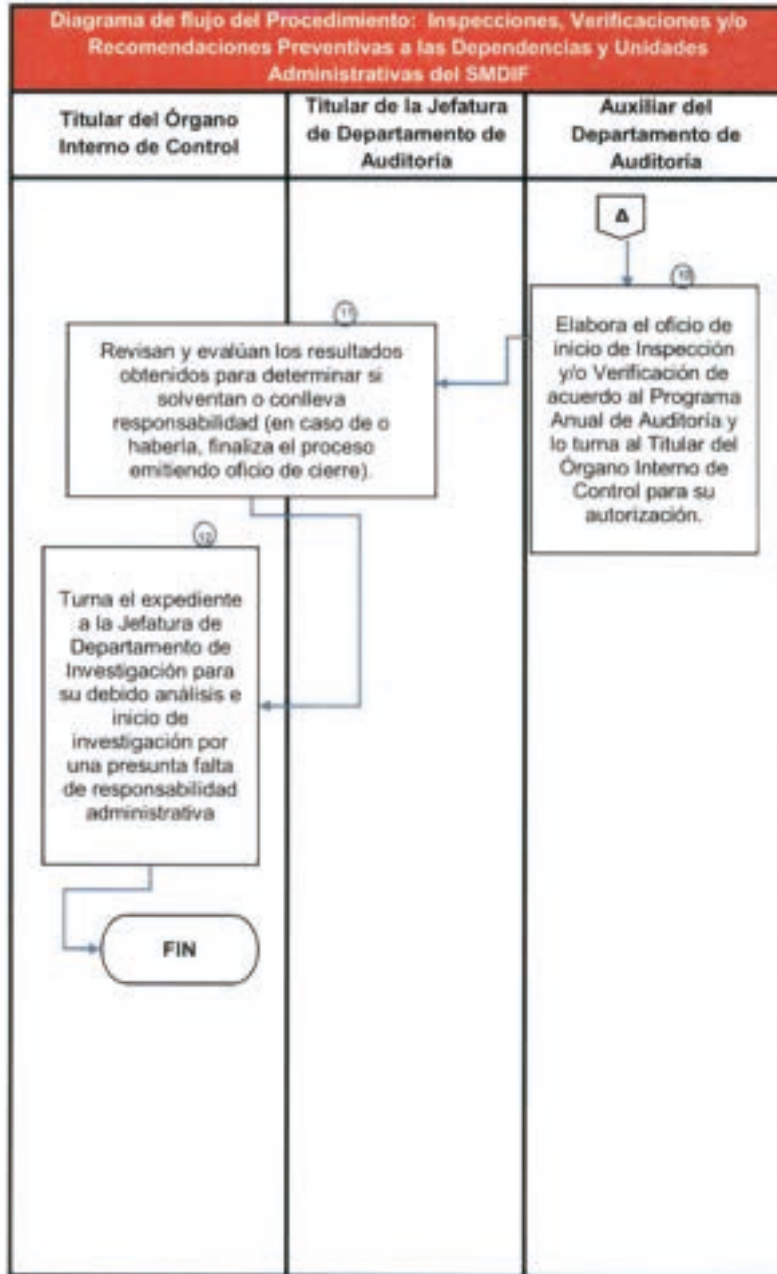 Diagrama de flujo del Procedimiento: Inspecciones, Verificaciones y/o
Recomendaciones Preventivas a las Dependencias y Unidades
Administrativas del SMDIF
Titular del Órgano
Interno de Control
Titular de la Jefatura
de Departamento de
Auditoría
Auxiliar del
Departamento de
Auditoría
A
10
Elabora el oficio de
inicio de Inspección
y/o Verificación de
acuerdo al Programa
Anual de Auditoría y
lo turna al Titular del
Órgano Interno de
Control para su
autorización.
11
Revisan y evalúan los resultados
obtenidos para determinar si
solventan o conlleva
responsabilidad (en caso de o
haberla, finaliza el proceso
emitiendo oficio de cierre).
12
Turna el expediente
a la Jefatura de
Departamento de
Investigación para
su debido análisis e
inicio de
investigación por
una presunta falta
de responsabilidad
administrativa
FIN